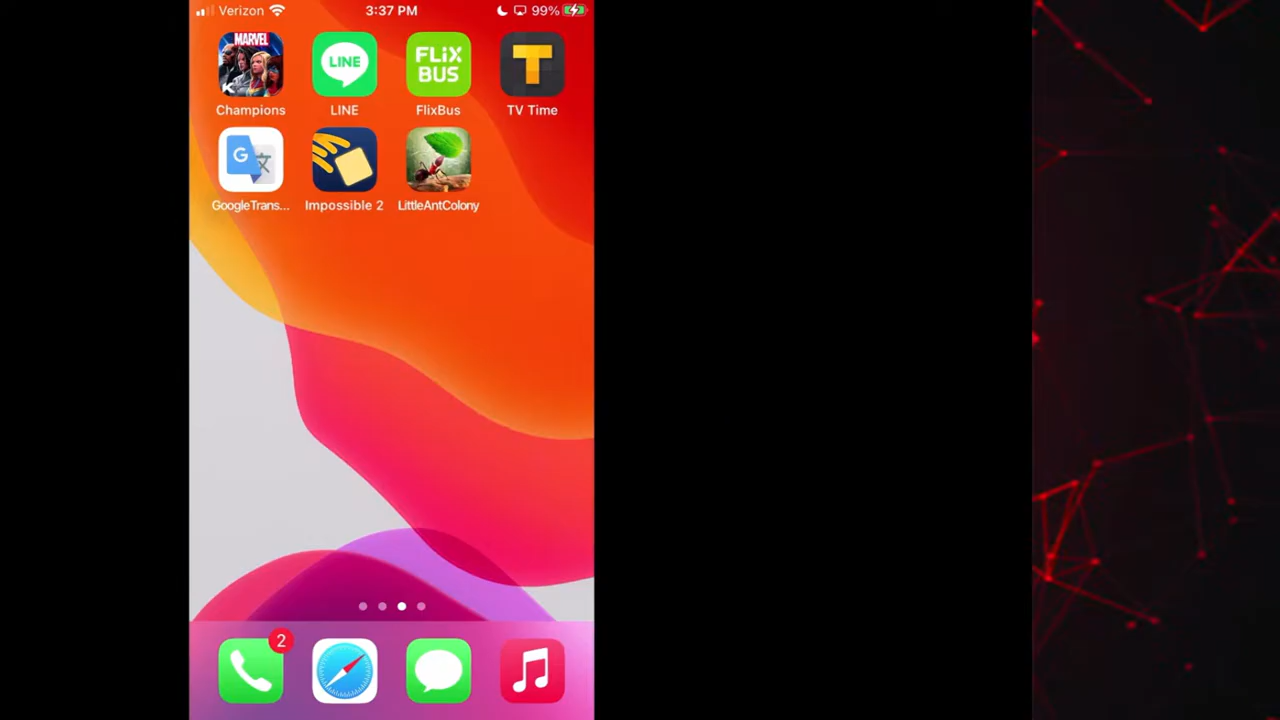 Verizon 3:37 PM 99%
MARVEL LINE FLiX
BUS T
Champions LINE FlixBus TV Time
G 文
GoogleTrans... Impossible 2 LittleAntColony
2